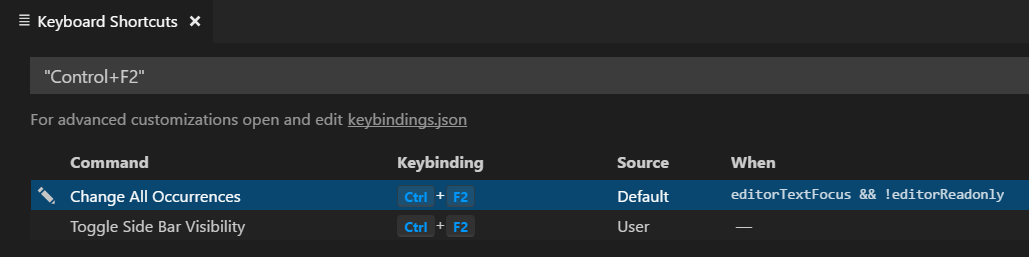 Keyboard Shortcuts ×
"Control+F2"
For advanced customizations open and edit keybindings.json
Command Keybinding Source When
Change All Occurrences Ctrl + F2 Default editorTextFocus && !editorReadonly
Toggle Side Bar Visibility Ctrl + F2 User —